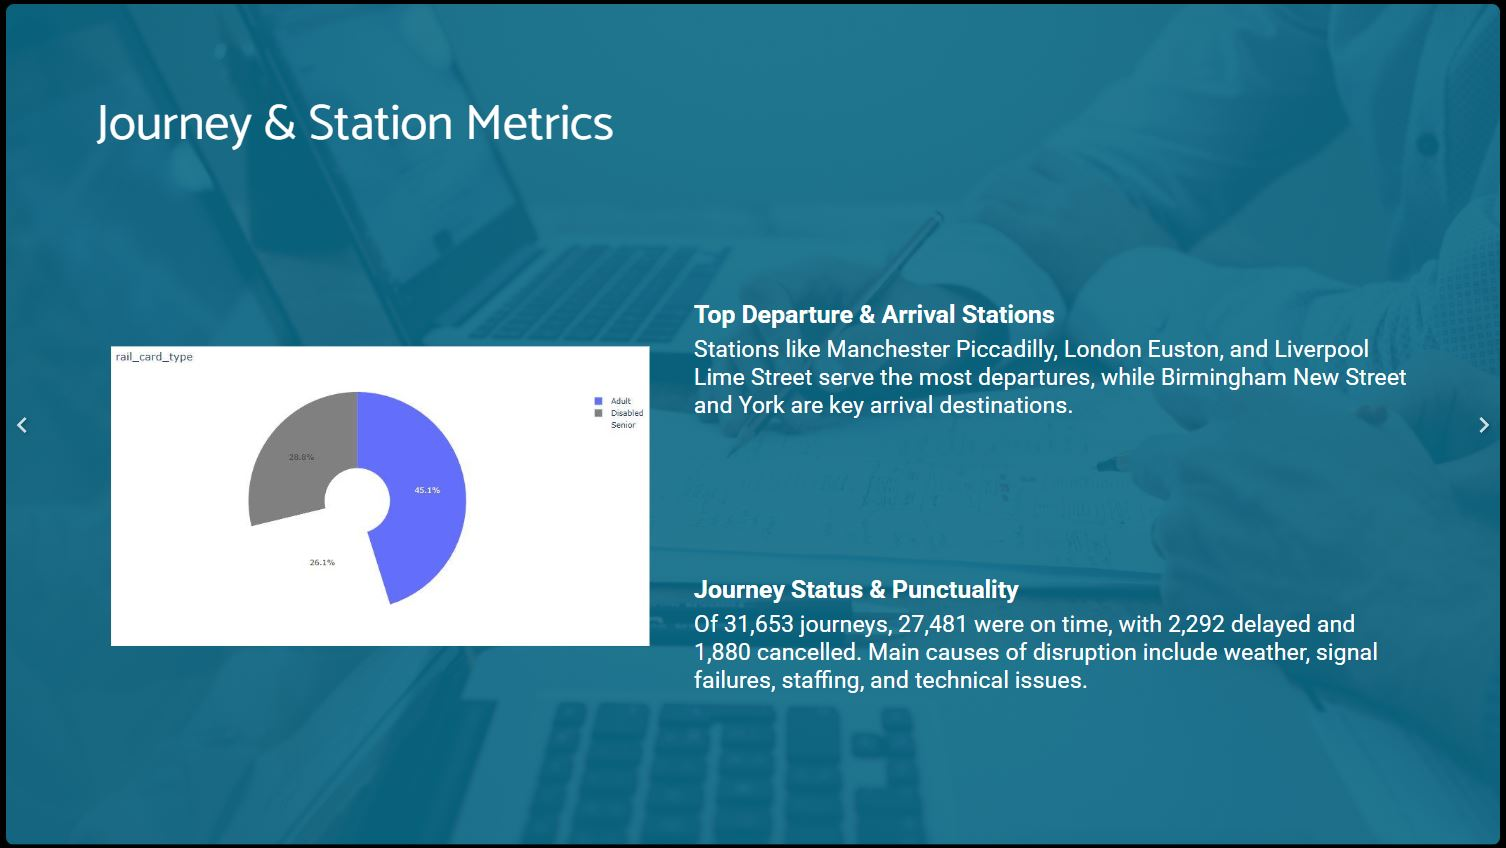 Journey & Station Metrics
rail_card_type
Adult
Disabled
Senior
28.8%
45.1%
26.1%
Top Departure & Arrival Stations
Stations like Manchester Piccadilly, London Euston, and Liverpool
Lime Street serve the most departures, while Birmingham New Street
and York are key arrival destinations.
Journey Status & Punctuality
Of 31,653 journeys, 27,481 were on time, with 2,292 delayed and
1,880 cancelled. Main causes of disruption include weather, signal
failures, staffing, and technical issues.